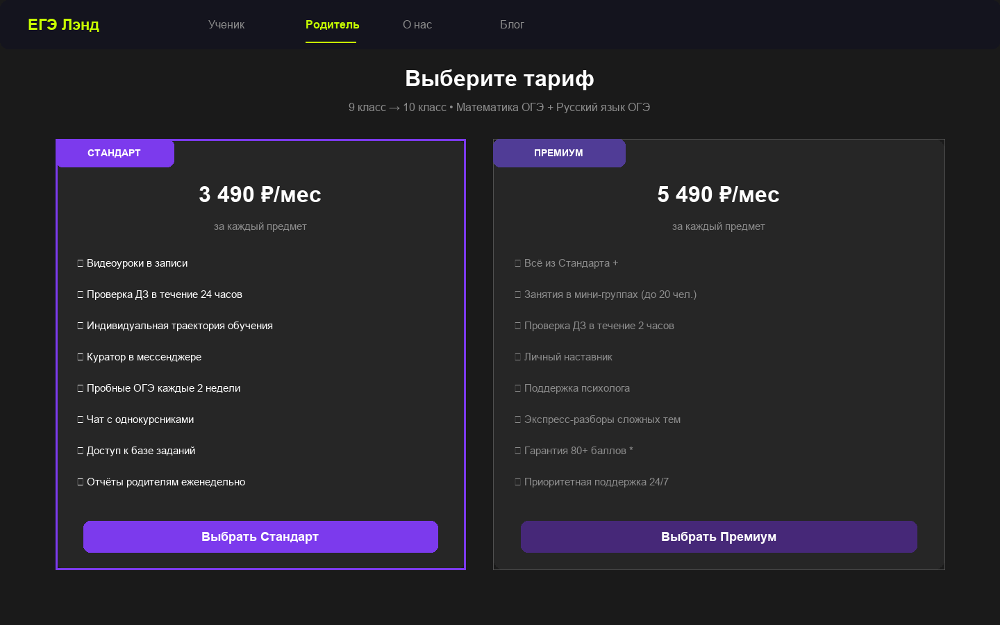 ЕГЭ Лэнд
Ученик
Родитель
О нас
Блог
Выберите тариф
9 класс → 10 класс • Математика ОГЭ + Русский язык ОГЭ
СТАНДАРТ
3 490 ₽/мес
за каждый предмет
Видеоуроки в записи
Проверка ДЗ в течение 24 часов
Индивидуальная траектория обучения
Куратор в мессенджере
Пробные ОГЭ каждые 2 недели
Чат с однокурсниками
Доступ к базе заданий
Отчёты родителям еженедельно
Выбрать Стандарт
ПРЕМИУМ
5 490 ₽/мес
за каждый предмет
Всё из Стандарта +
Занятия в мини-группах (до 20 чел.)
Проверка ДЗ в течение 2 часов
Личный наставник
Поддержка психолога
Экспресс-разборы сложных тем
Гарантия 80+ баллов *
Приоритетная поддержка 24/7
Выбрать Премиум